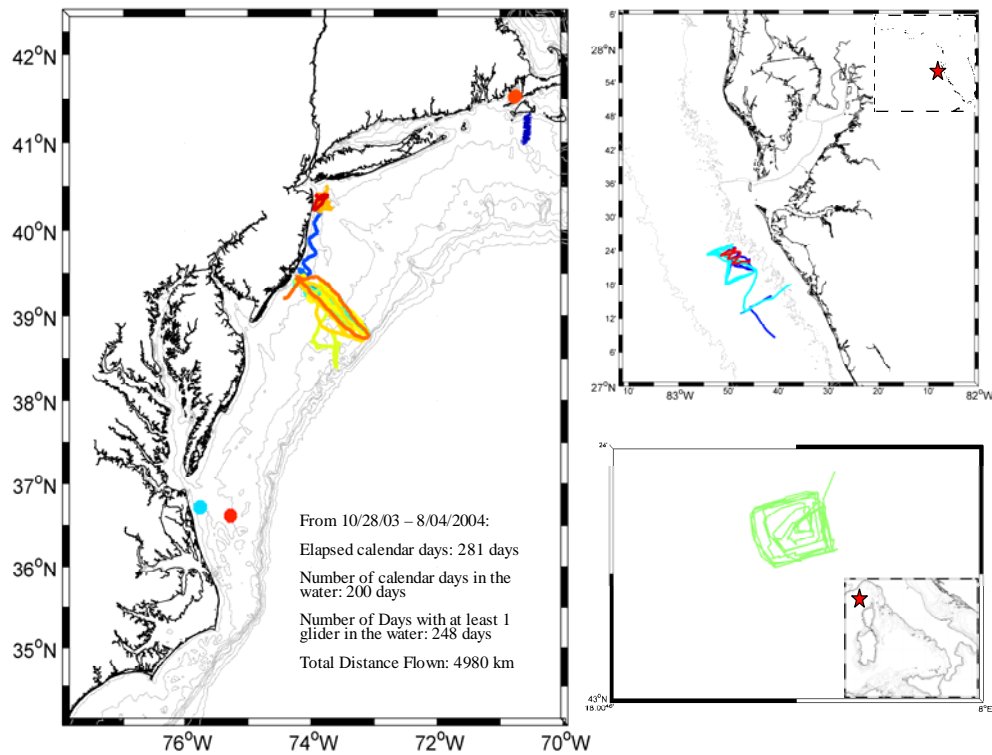 42°N
41°N
40°N
39°N
38°N
37°N
36°N
35°N
76°W
74°W
72°W
70°W
From 10/28/03 – 8/04/2004:
Elapsed calendar days: 281 days
Number of calendar days in the
water: 200 days
Number of Days with at least 1
glider in the water: 248 days
Total Distance Flown: 4980 km
6'
28°N
54'
48'
42'
36'
30'
24'
18'
12'
6'
27°N
10'
83°W
50'
40'
30'
20'
10'
82°W
24'
43°N
8°E